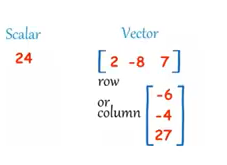 Scalar
24
Vector
[ 2 -8 7 ]
row
or
column
-6
-4
27